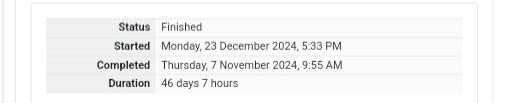 Status Finished
Started Monday, 23 December 2024, 5:33 PM
Completed Thursday, 7 November 2024, 9:55 AM
Duration 46 days 7 hours